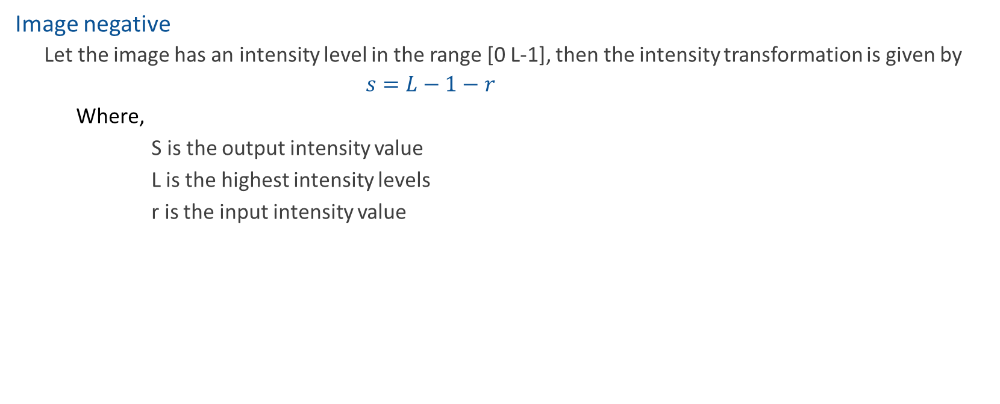 Image negative
Let the image has an intensity level in the range [0 L-1], then the intensity transformation is given by
s = L − 1 − r
Where,
S is the output intensity value
L is the highest intensity levels
r is the input intensity value